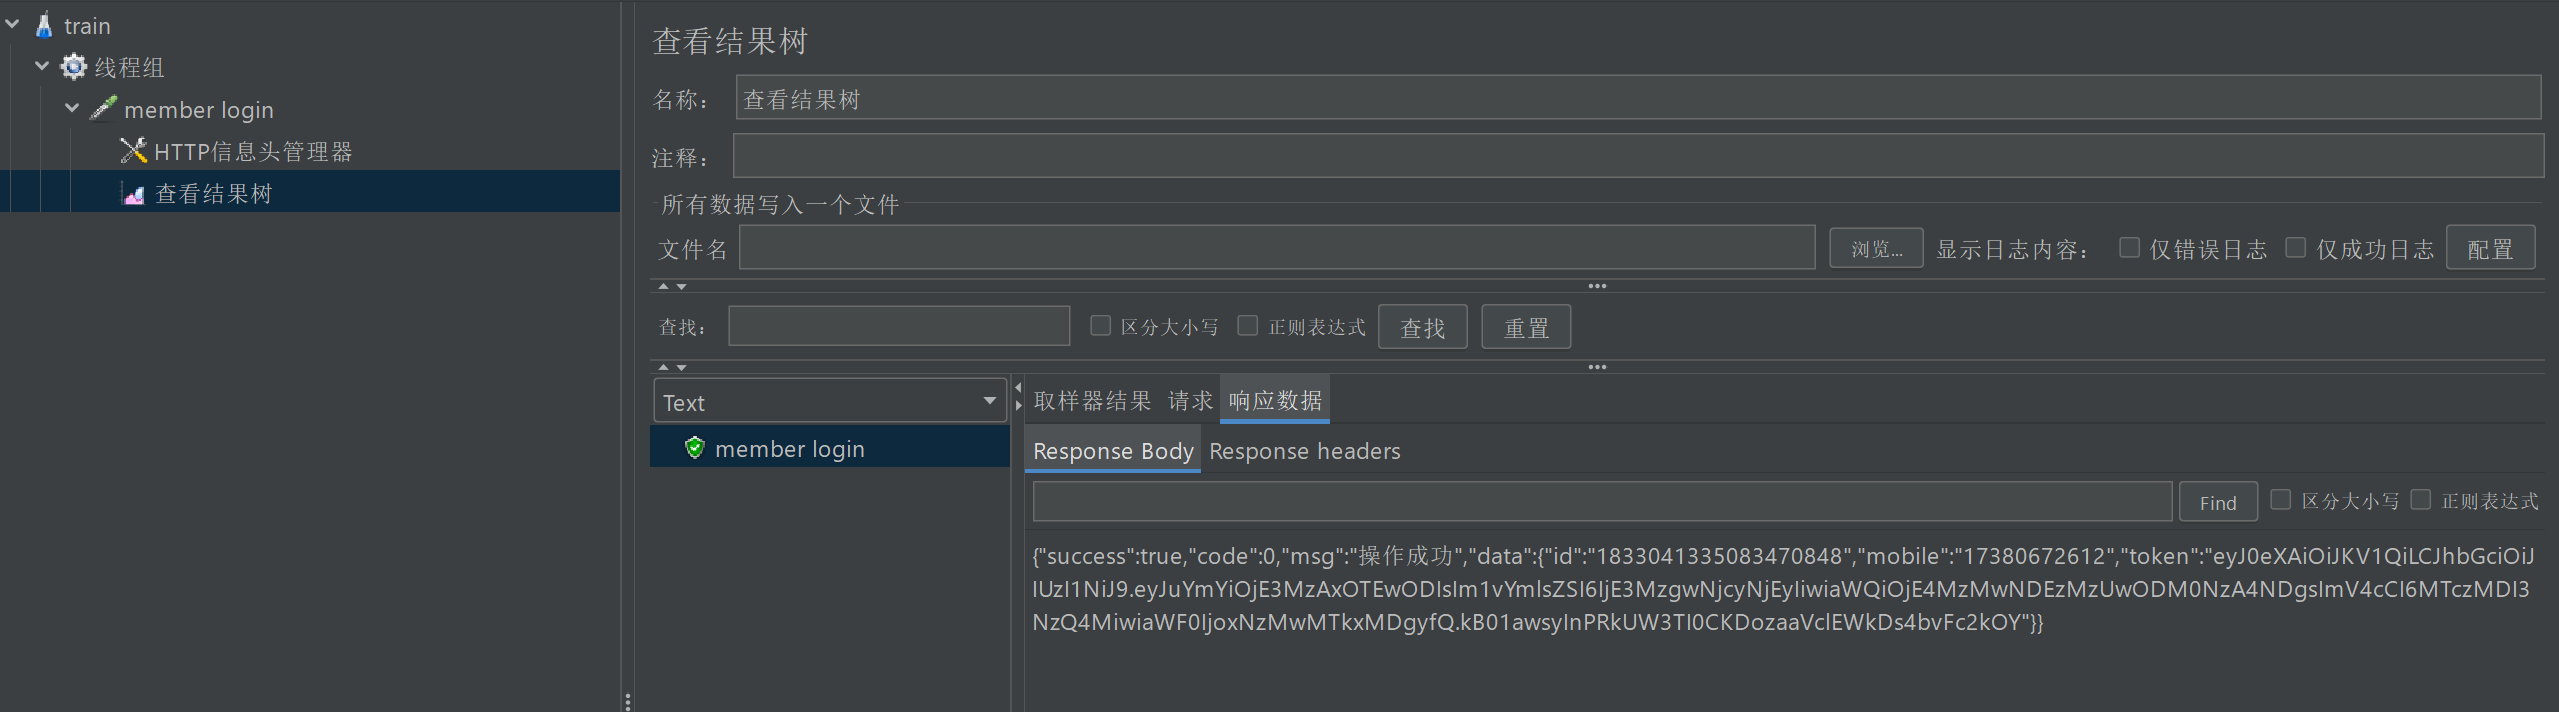 train
线程组
member login
HTTP信息头管理器
查看结果树
查看结果树
名称： 查看结果树
注释：
所有数据写入一个文件
文件名 浏览... 显示日志内容： 仅错误日志 仅成功日志 配置
查找： 区分大小写 正则表达式 查找 重置
Text
member login
取样器结果 请求 响应数据
Response Body Response headers
Find 区分大小写 正则表达式
{"success":true,"code":0,"msg":"操作成功","data":{"id":"1833041335083470848","mobile":"17380672612","token":"eyJ0eXAiOiJKV1QiLCJhbGciOiJ
IUzI1NiJ9.eyJuYmYiOjE3MzAxOTEwODIsIm1vYmlsZSI6IjE3MzgwNjcyNjEyIiwiaWQiOjE4MzMwNDEzMzUwODM0NzA4NDgsImV4cCI6MTczMDI3
NzQ4MiwiaWF0IjoxNzMwMTkxMDgyfQ.kB01awsyInPRkUW3TI0CKDozaaVclEWkDs4bvFc2kOY"}}